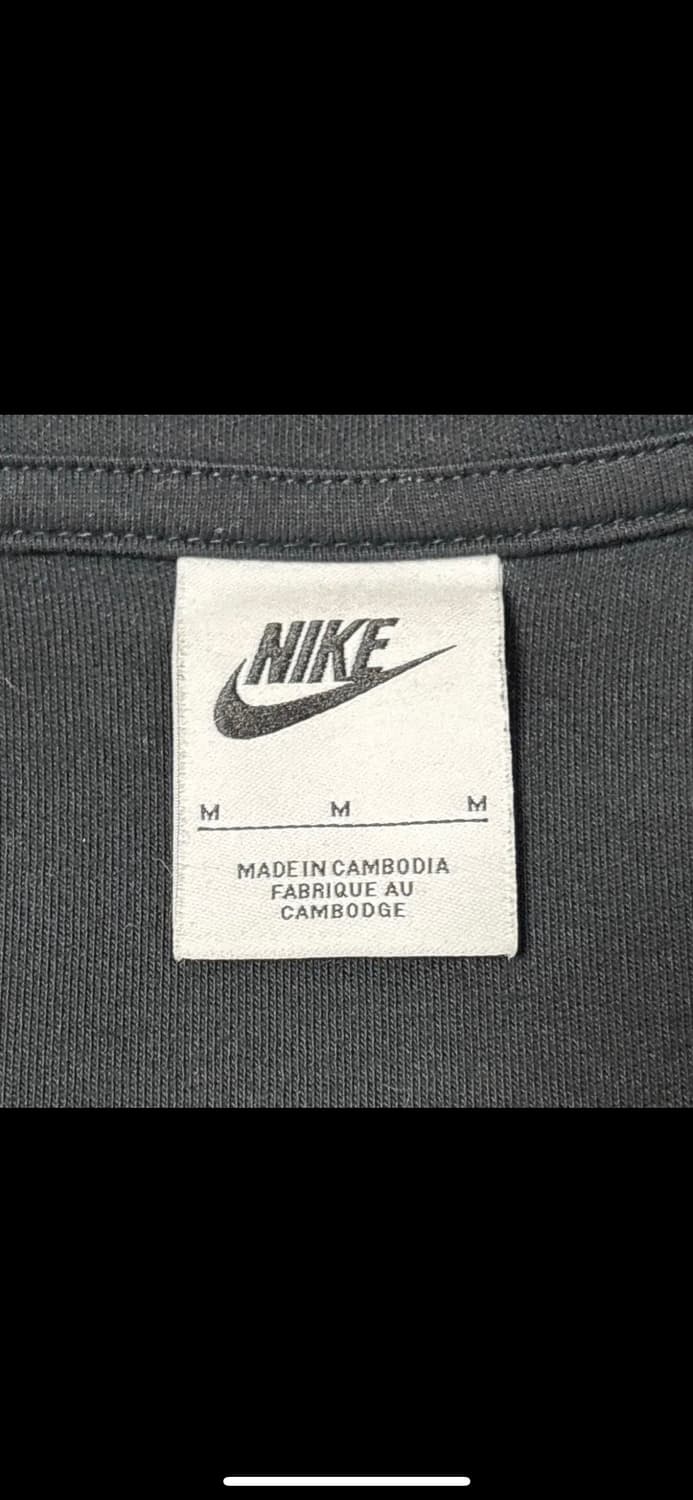 NIKE
M M M
MADE IN CAMBODIA
FABRIQUE AU
CAMBODGE